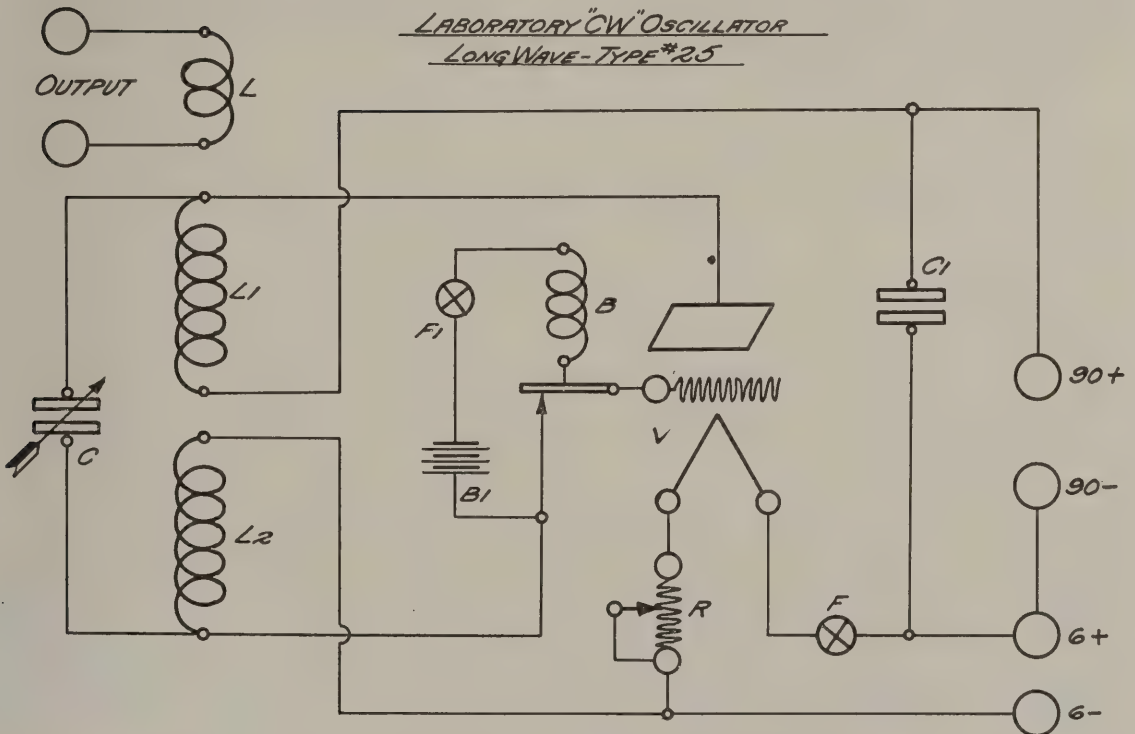 LABORATORY "CW" OSCILLATOR
LONG WAVE - TYPE #25
OUTPUT
L
L1
C1
B
F1
90+
C
V
90-
B1
L2
R
F
6+
6-